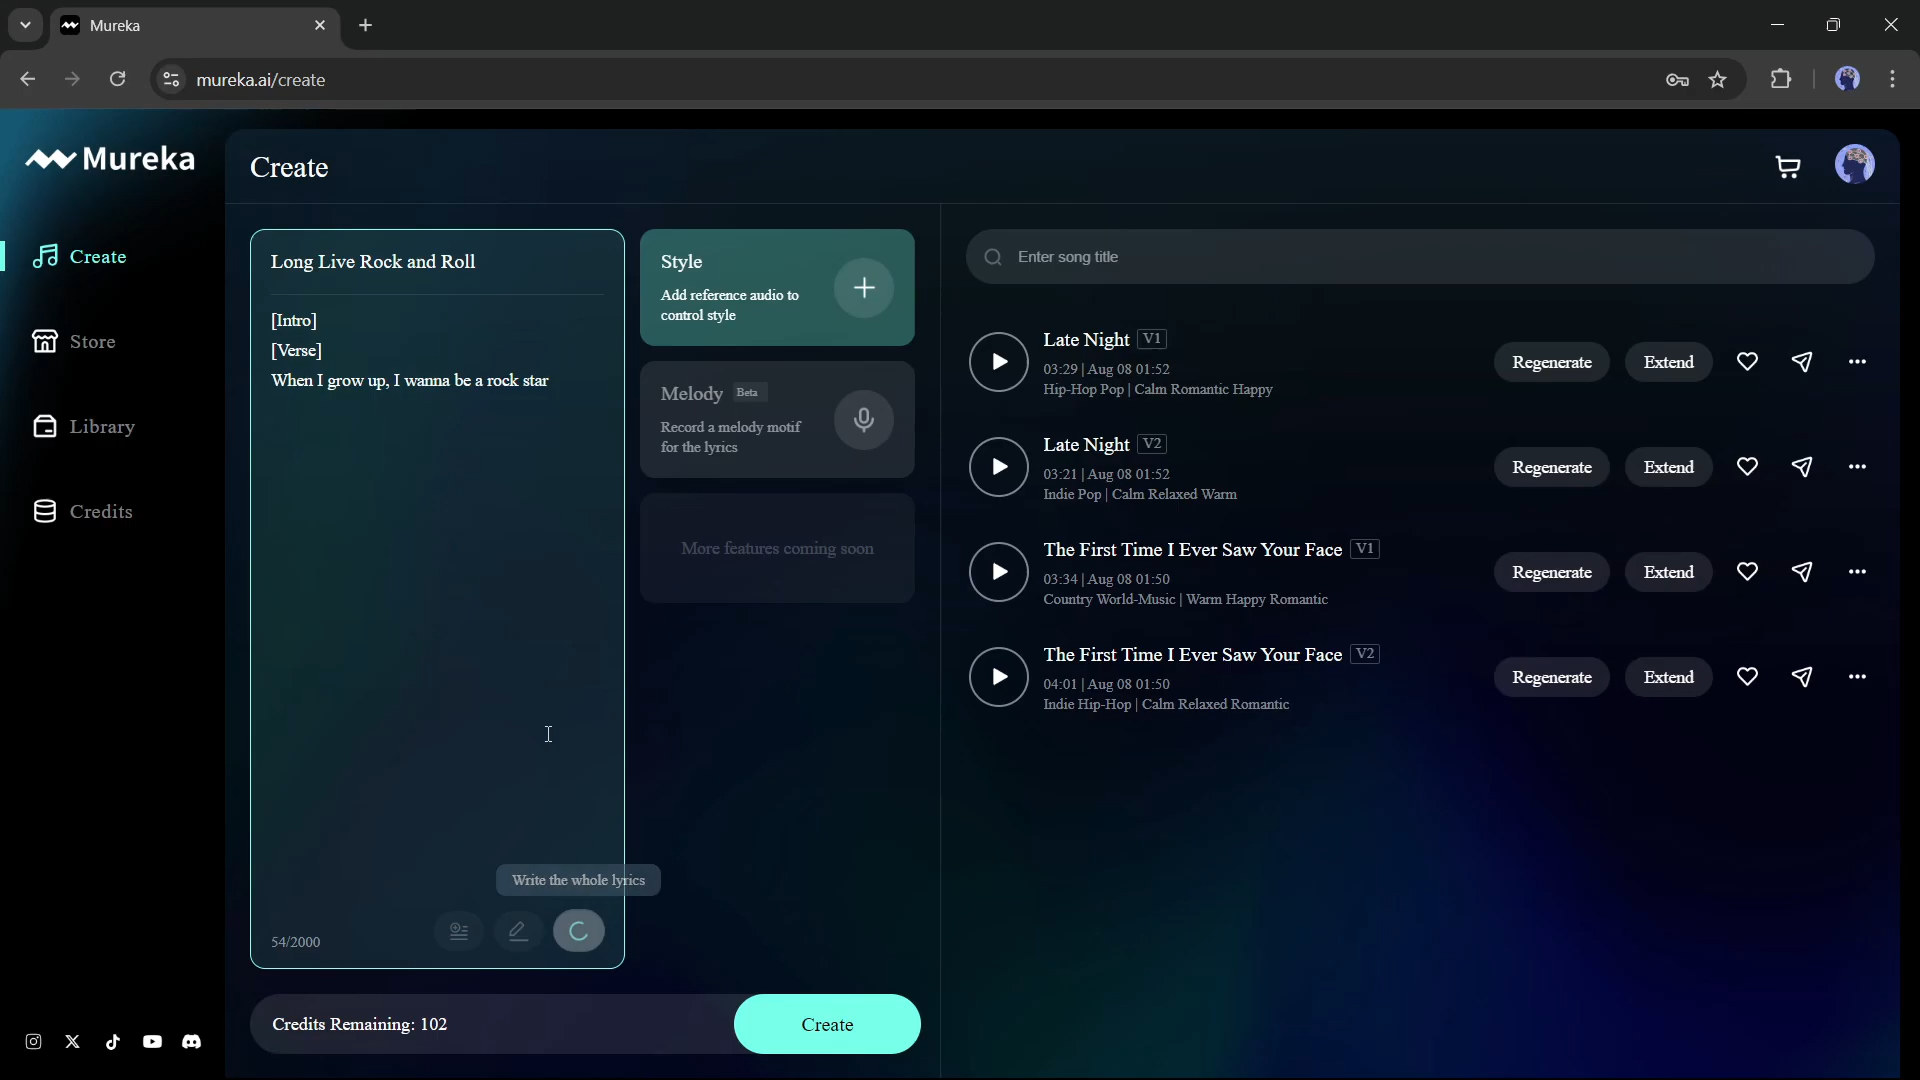 Mureka
mureka.ai/create
Mureka
Create
Store
Library
Credits
Create
Long Live Rock and Roll
[Intro]
[Verse]
When I grow up, I wanna be a rock star
Write the whole lyrics
54/2000
Credits Remaining: 102
Create
Style
Add reference audio to
control style
Melody Beta
Record a melody motif
for the lyrics
More features coming soon
Enter song title
Late Night V1
03:29 | Aug 08 01:52
Hip-Hop Pop | Calm Romantic Happy
Regenerate Extend
Late Night V2
03:21 | Aug 08 01:52
Indie Pop | Calm Relaxed Warm
Regenerate Extend
The First Time I Ever Saw Your Face V1
03:34 | Aug 08 01:50
Country World-Music | Warm Happy Romantic
Regenerate Extend
The First Time I Ever Saw Your Face V2
04:01 | Aug 08 01:50
Indie Hip-Hop | Calm Relaxed Romantic
Regenerate Extend